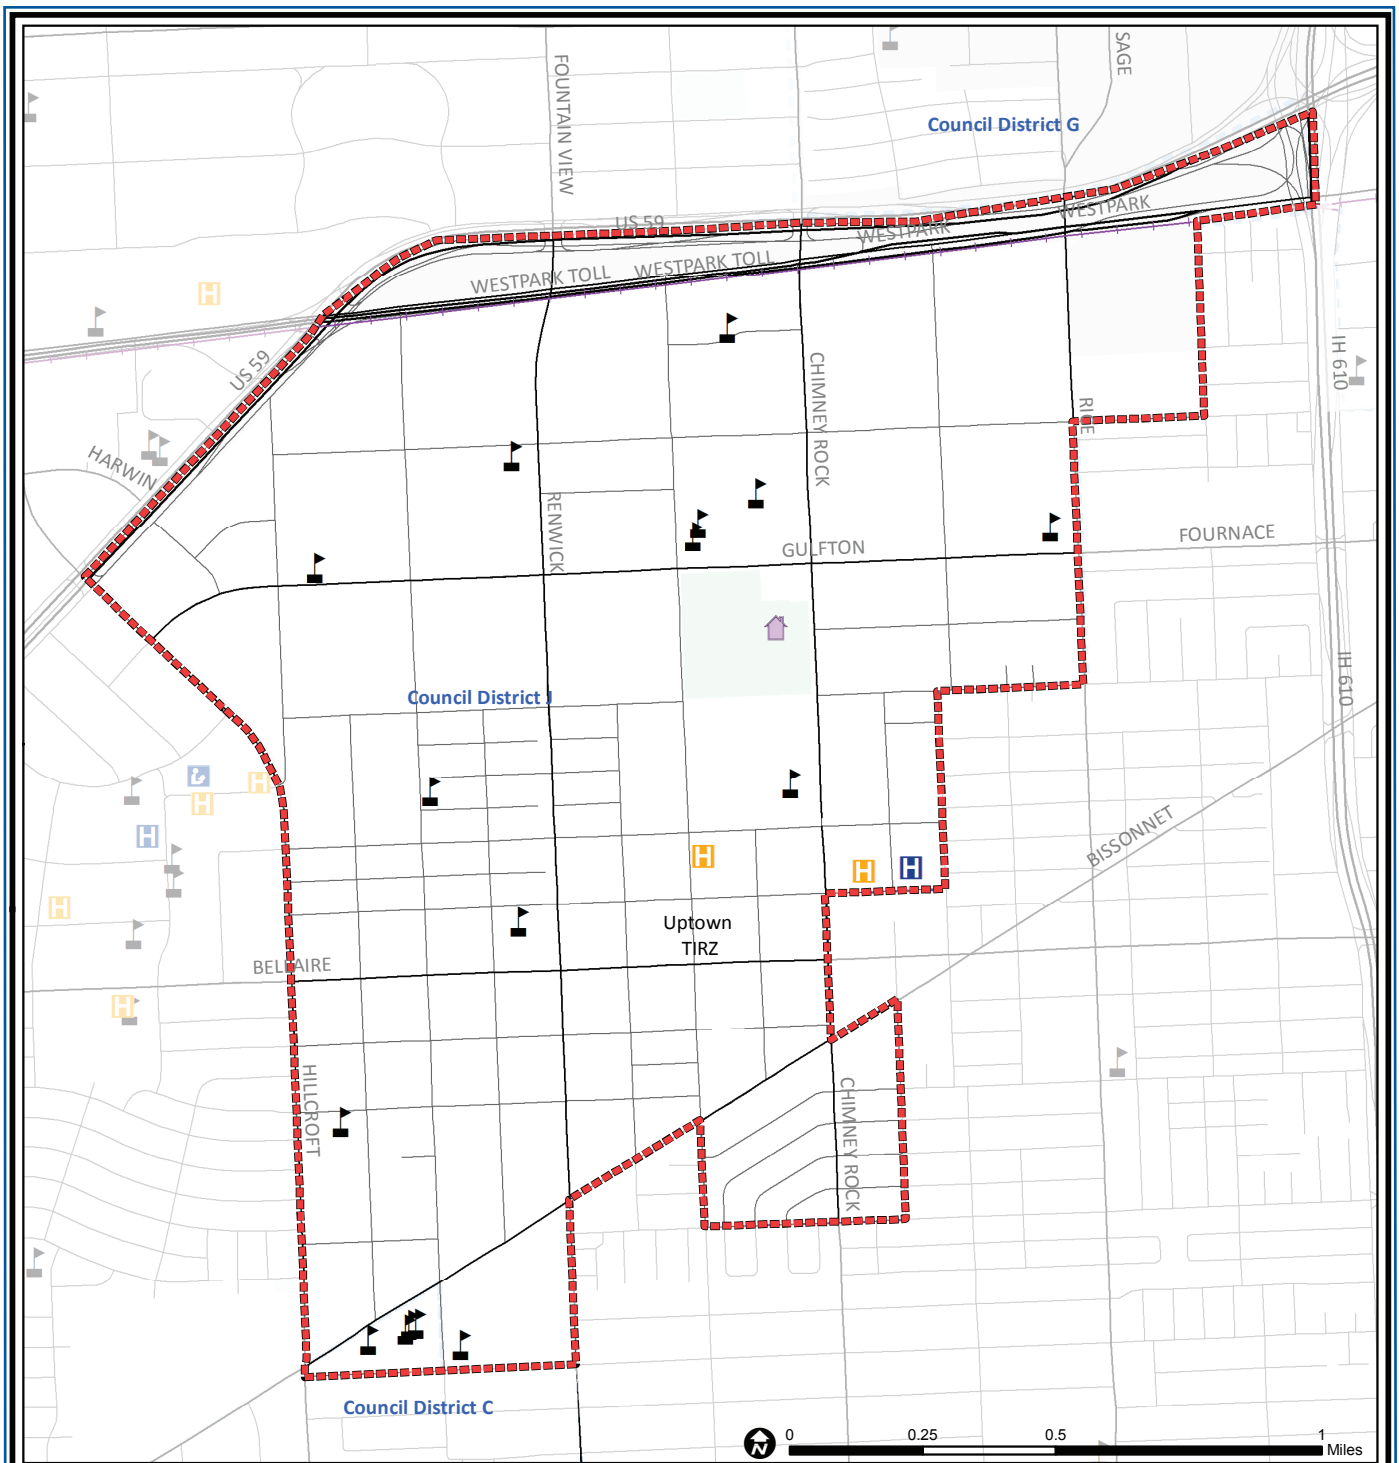 SAGE
FOUNTAIN VIEW
Council District G
US 59
WESTPARK
WESTPARK
WESTPARK TOLL
WESTPARK TOLL
H
US 59
IH 610
CHIMNEY ROCK
RICE
HARWIN
RENWICK
GULFTON
FOURNACE
IH 610
Council District J
H
H
H
BISSONNET
H
H
H
H
Uptown
TIRZ
BELLAIRE
H
HILLCROFT
CHIMNEY ROCK
Council District C
N
0
0.25
0.5
1
Miles